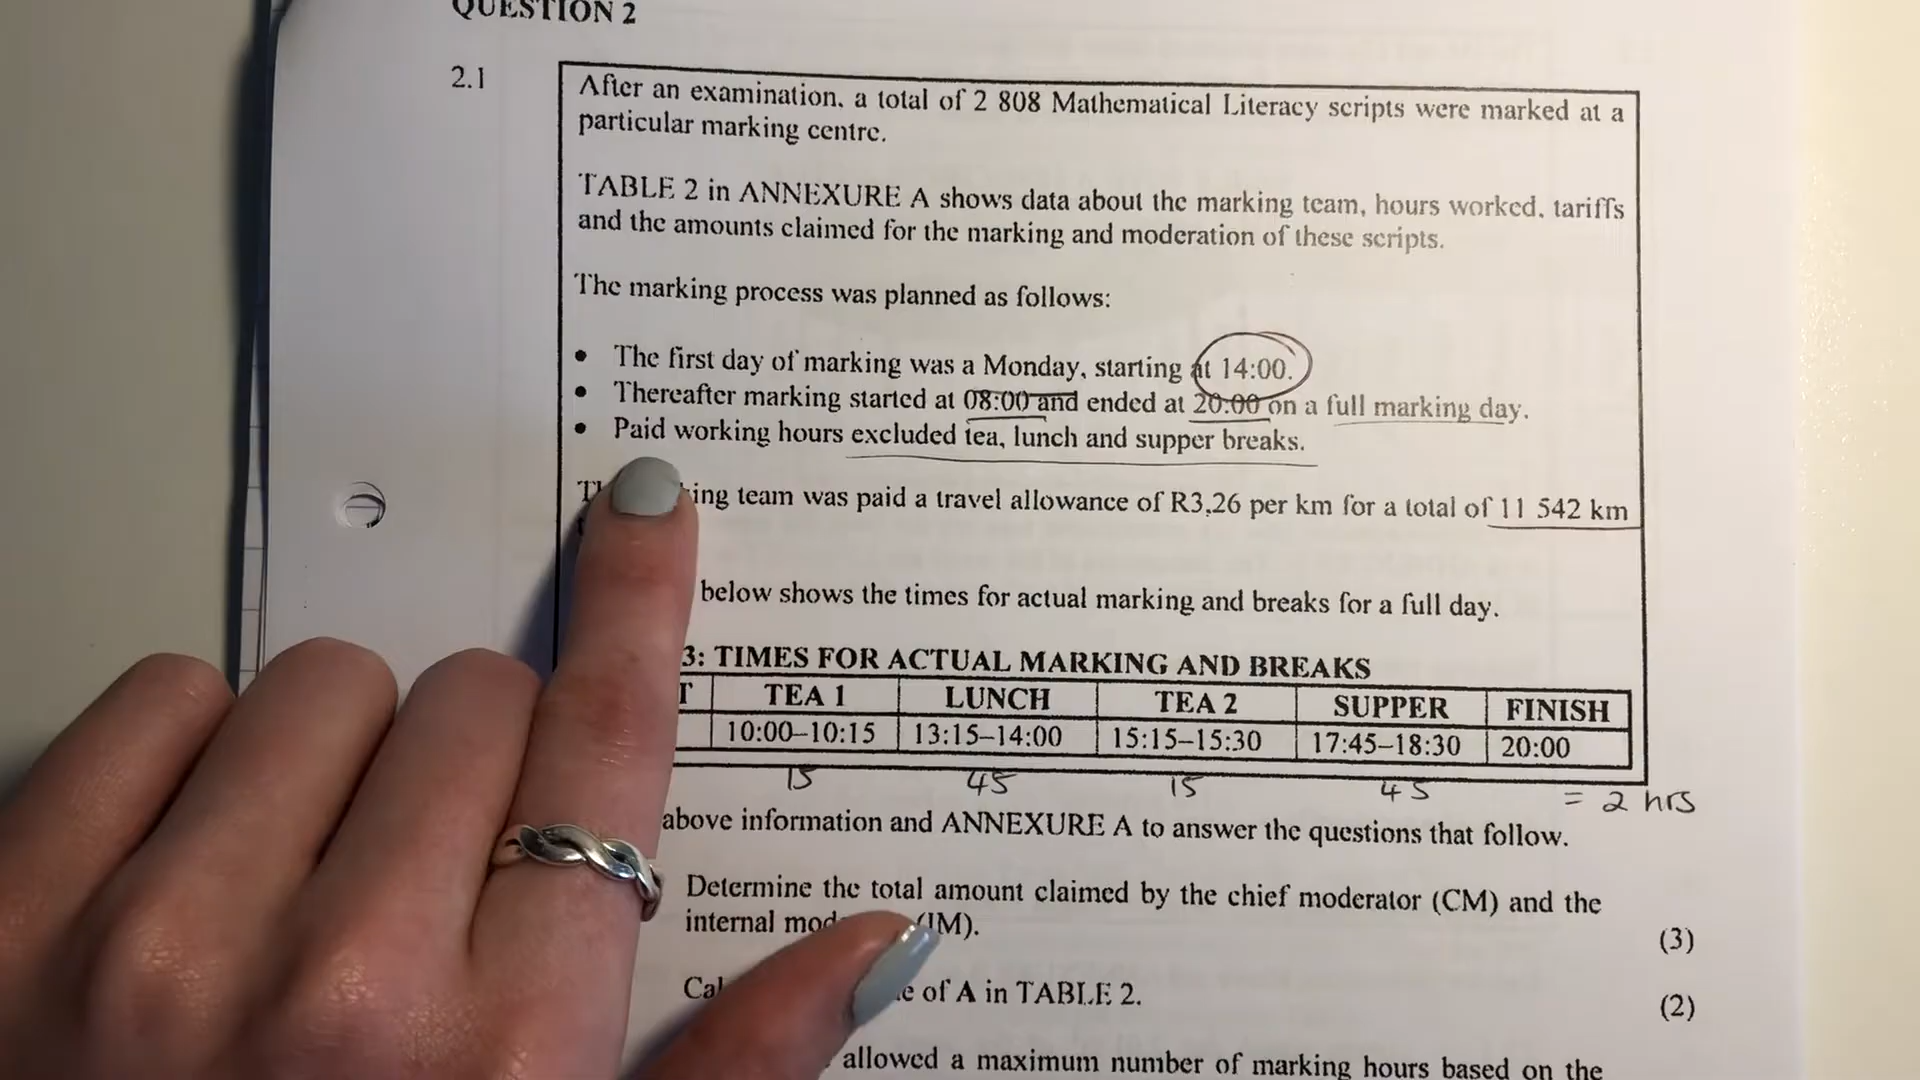 QUESTION 2
2.1
After an examination, a total of 2 808 Mathematical Literacy scripts were marked at a
particular marking centre.
TABLE 2 in ANNEXURE A shows data about the marking team, hours worked, tariffs
and the amounts claimed for the marking and moderation of these scripts.
The marking process was planned as follows:
• The first day of marking was a Monday, starting at 14:00.
• Thereafter marking started at 08:00 and ended at 20:00 on a full marking day.
• Paid working hours excluded tea, lunch and supper breaks.
team was paid a travel allowance of R3,26 per km for a total of 11 542 km
below shows the times for actual marking and breaks for a full day.
3: TIMES FOR ACTUAL MARKING AND BREAKS
TEA 1 LUNCH TEA 2 SUPPER FINISH
10:00–10:15 13:15–14:00 15:15–15:30 17:45–18:30 20:00
15 45 15 45 = 2 hrs
above information and ANNEXURE A to answer the questions that follow.
Determine the total amount claimed by the chief moderator (CM) and the
internal (IM).
(3)
of A in TABLE 2.
(2)
allowed a maximum number of marking hours based on the